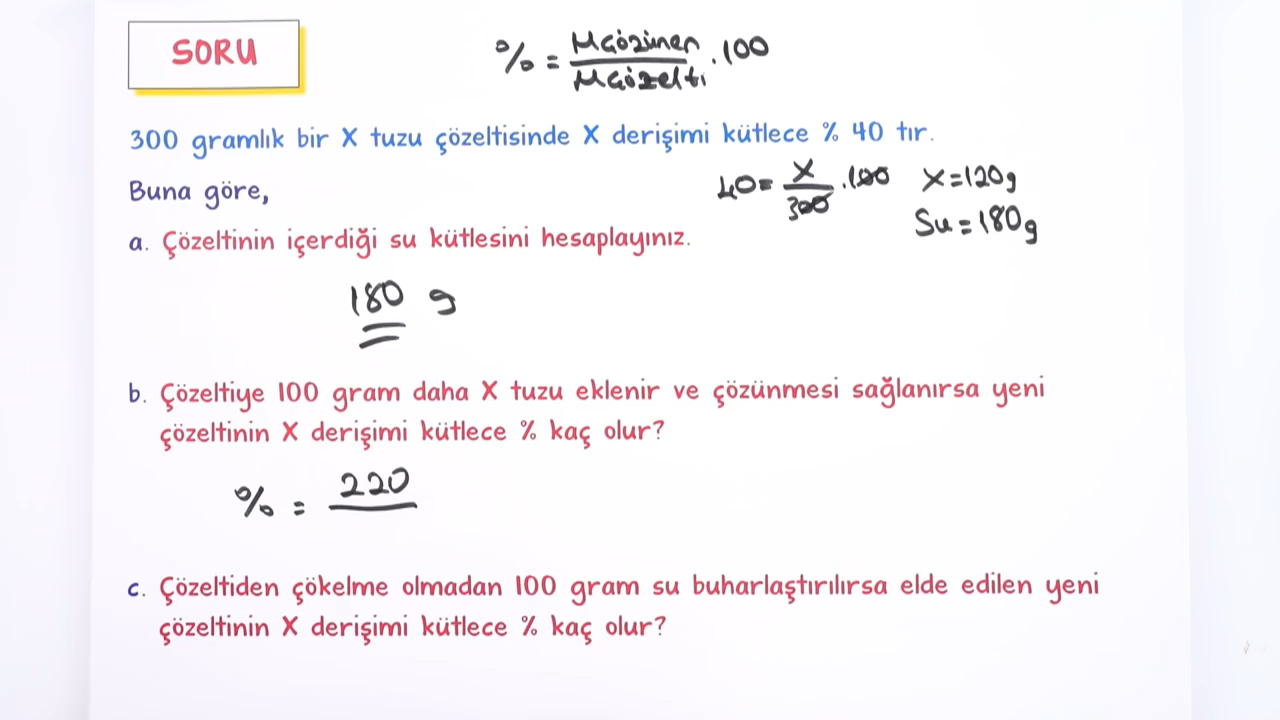 SORU
% = Mçözünen / Mçözelti . 100
300 gramlık bir X tuzu çözeltisinde X derişimi kütlece % 40 tır.
40 = X / 300 . 100 X = 120g
Buna göre,
Su = 180g
a. Çözeltinin içerdiği su kütlesini hesaplayınız.
180 g
b. Çözeltiye 100 gram daha X tuzu eklenir ve çözünmesi sağlanırsa yeni
çözeltinin X derişimi kütlece % kaç olur?
% = 220
c. Çözeltiden çökelme olmadan 100 gram su buharlaştırılırsa elde edilen yeni
çözeltinin X derişimi kütlece % kaç olur?